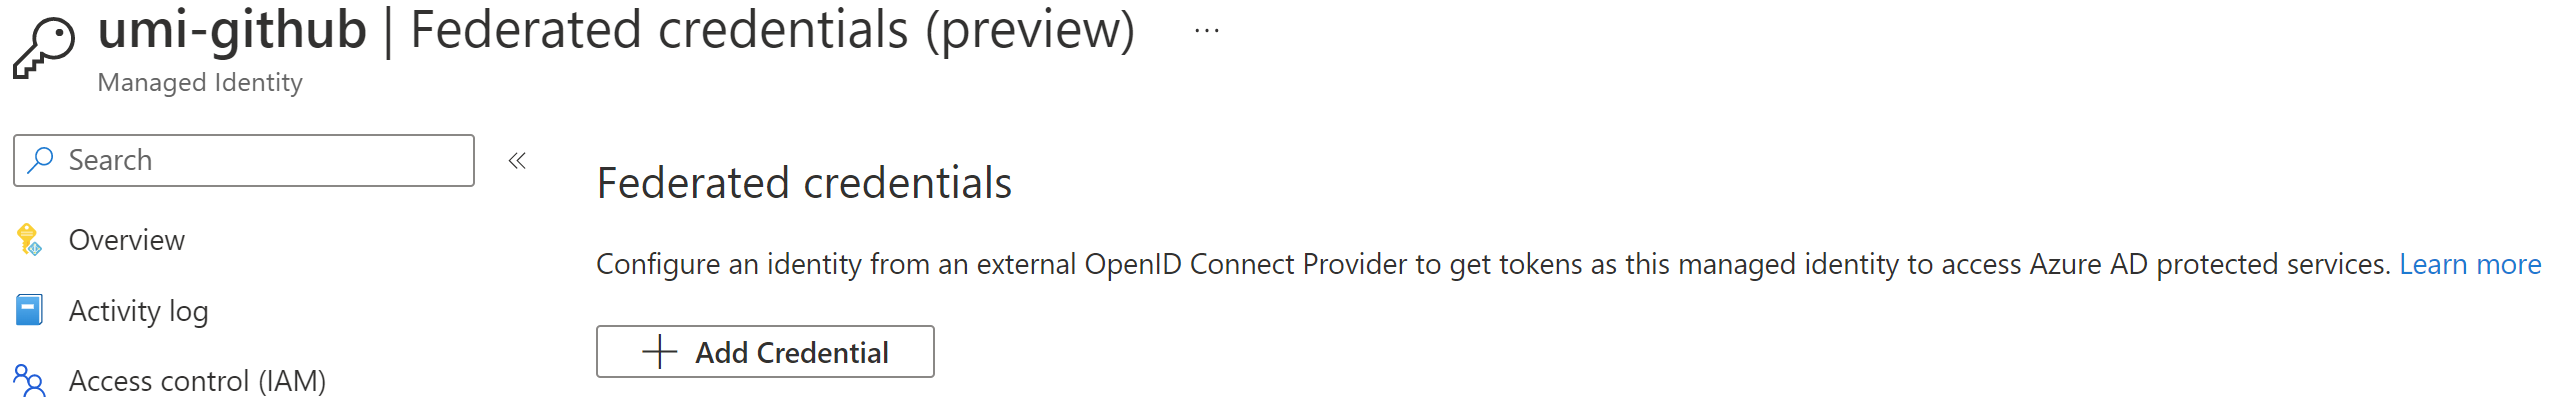 umi-github | Federated credentials (preview) ...
Managed Identity
Search
Overview
Activity log
Access control (IAM)
Federated credentials
Configure an identity from an external OpenID Connect Provider to get tokens as this managed identity to access Azure AD protected services. Learn more
Add Credential